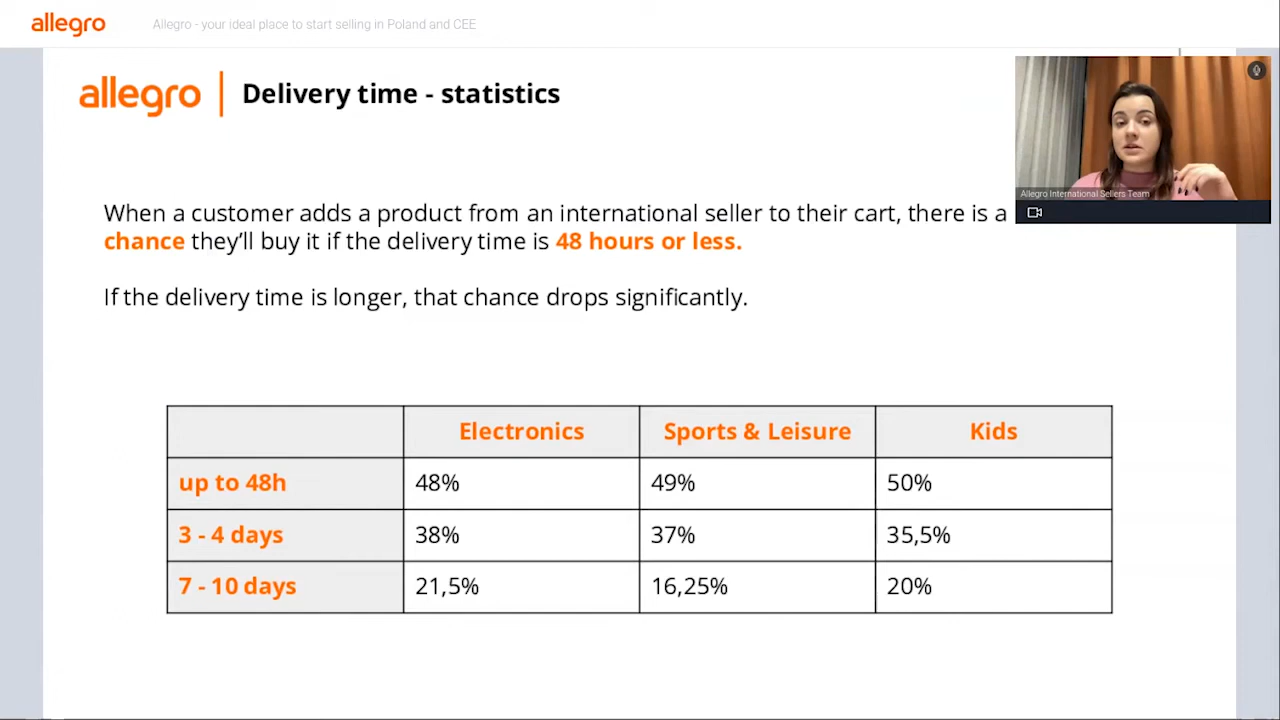 allegro
Allegro - your ideal place to start selling in Poland and CEE
allegro | Delivery time - statistics
Allegro International Sellers Team
When a customer adds a product from an international seller to their cart, there is a
chance they'll buy it if the delivery time is 48 hours or less.
If the delivery time is longer, that chance drops significantly.
Electronics Sports & Leisure Kids
up to 48h 48% 49% 50%
3 - 4 days 38% 37% 35,5%
7 - 10 days 21,5% 16,25% 20%